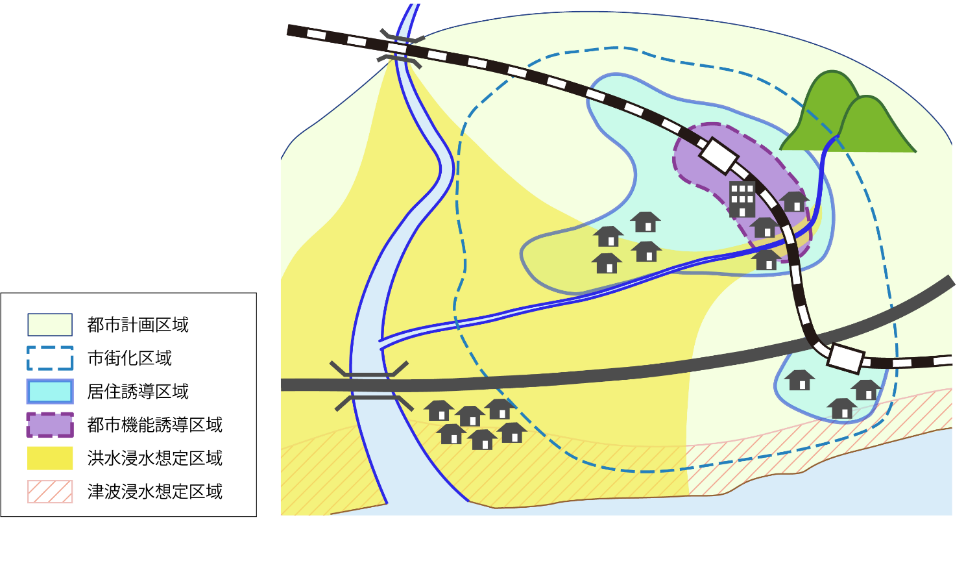 都市計画区域
市街化区域
居住誘導区域
都市機能誘導区域
洪水浸水想定区域
津波浸水想定区域